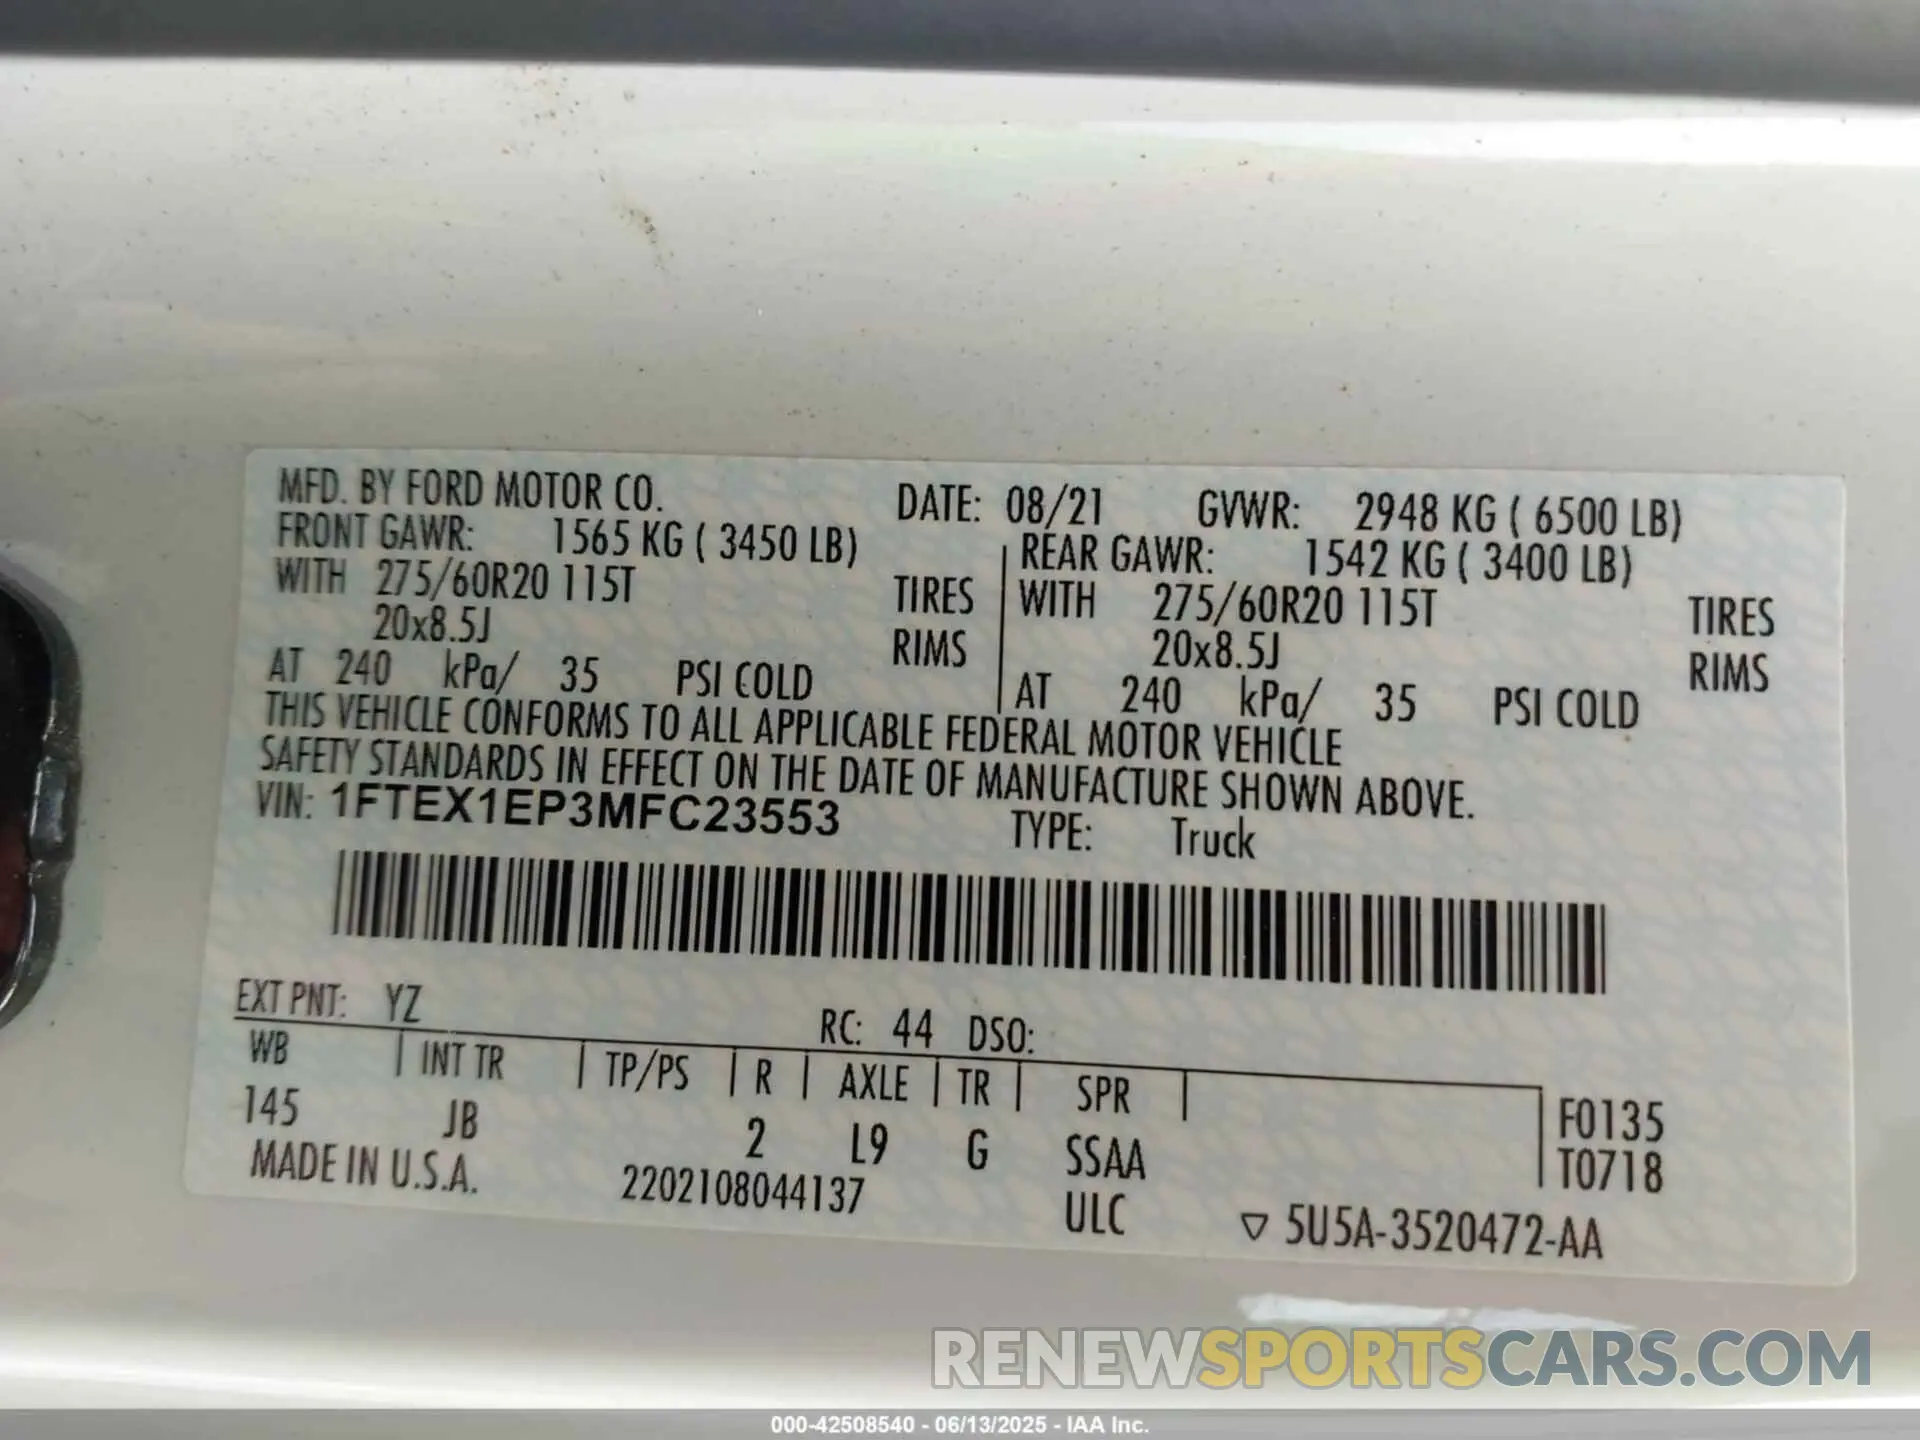 MFD. BY FORD MOTOR CO. DATE: 08/21 GVWR: 2948 KG ( 6500 LB)
FRONT GAWR: 1565 KG ( 3450 LB) REAR GAWR: 1542 KG ( 3400 LB)
WITH 275/60R20 115T TIRES WITH 275/60R20 115T TIRES
20x8.5J RIMS 20x8.5J RIMS
AT 240 kPa/ 35 PSI COLD AT 240 kPa/ 35 PSI COLD
THIS VEHICLE CONFORMS TO ALL APPLICABLE FEDERAL MOTOR VEHICLE
SAFETY STANDARDS IN EFFECT ON THE DATE OF MANUFACTURE SHOWN ABOVE.
VIN: 1FTEX1EP3MFC23553 TYPE: Truck
EXT PNT: YZ RC: 44 DSO:
WB INT TR TP/PS R AXLE TR SPR
145 JB 2 L9 G SSAA F0135
T0718
MADE IN U.S.A. 2202108044137 ULC ▽ 5U5A-3520472-AA
RENEWSPORTSCARS.COM
000-42508540 - 06/13/2025 - IAA Inc.